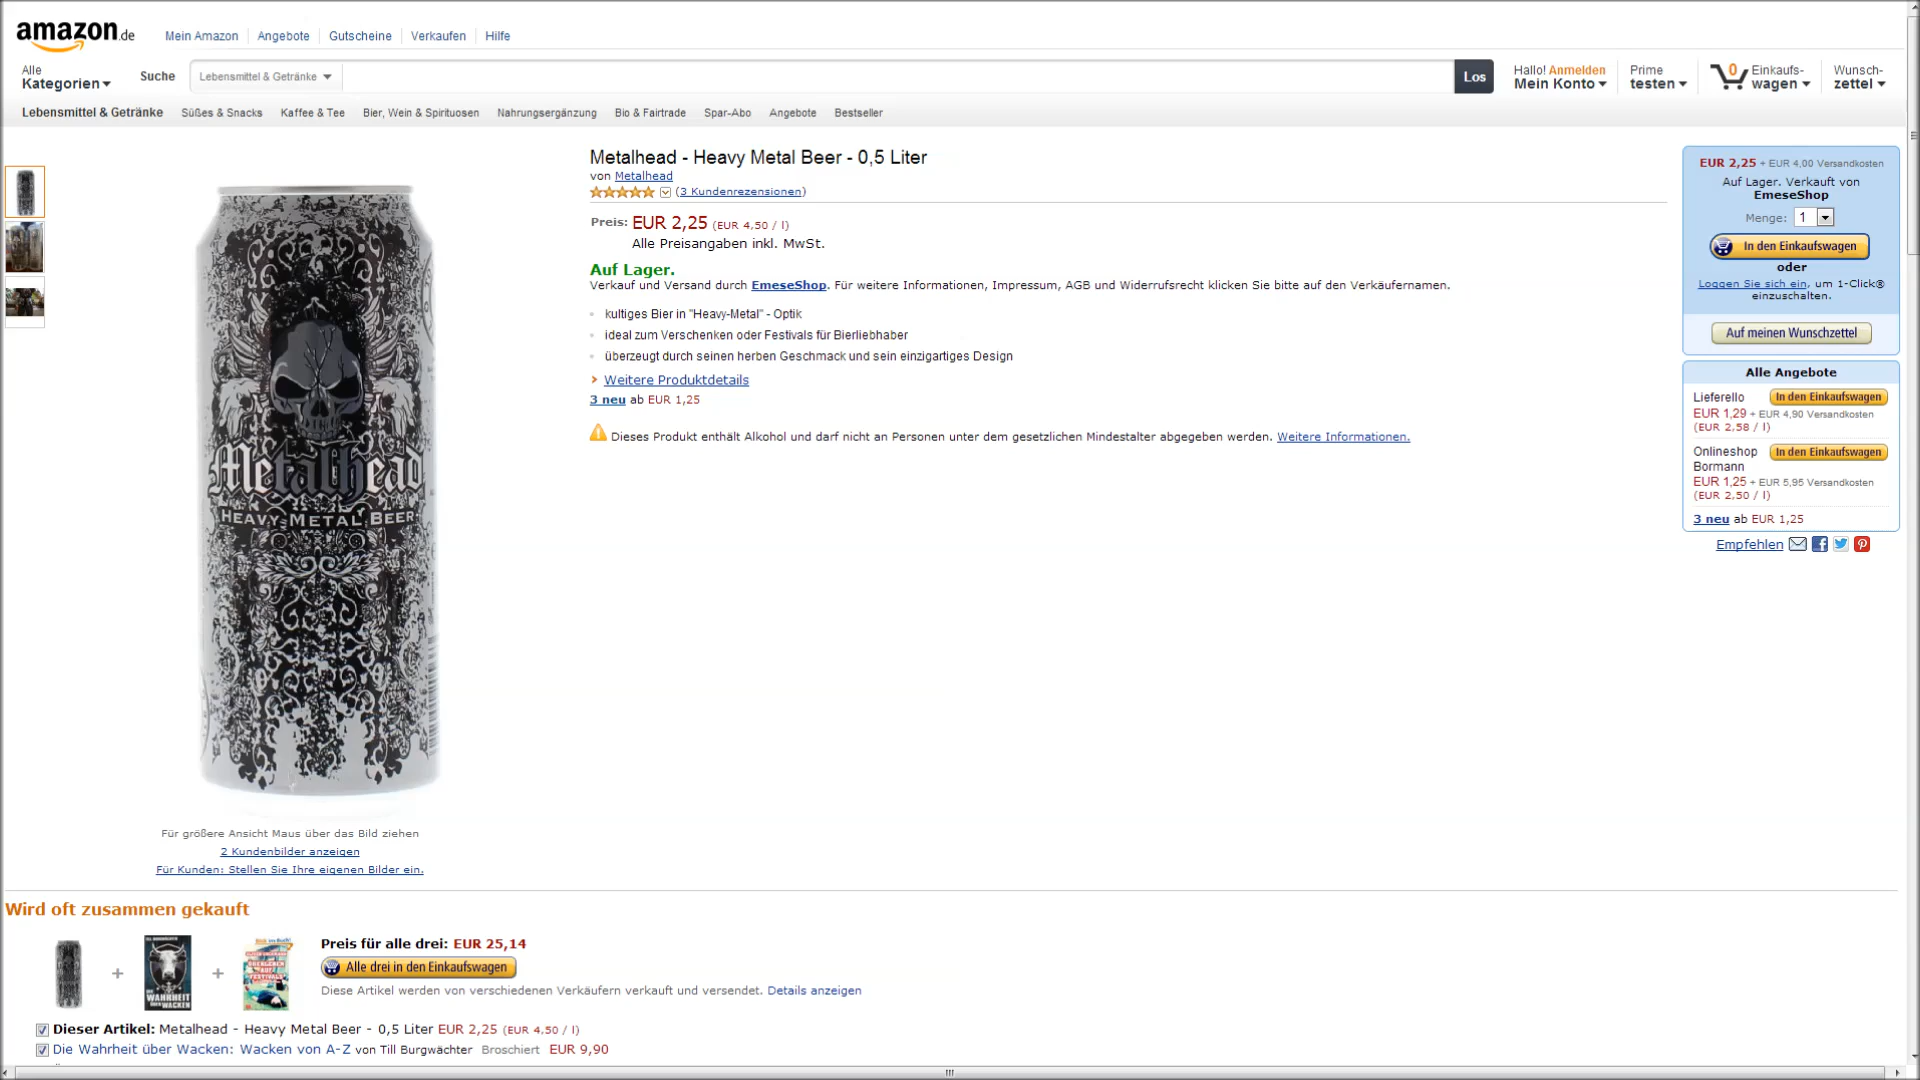 amazon.de
Mein Amazon
Angebote
Gutscheine
Verkaufen
Hilfe
Alle
Kategorien
Suche
Lebensmittel & Getränke
Los
Hallo! Anmelden
Mein Konto
Prime
testen
0
Einkaufs-
wagen
Wunsch-
zettel
Lebensmittel & Getränke
Süßes & Snacks
Kaffee & Tee
Bier, Wein & Spirituosen
Nahrungsergänzung
Bio & Fairtrade
Spar-Abo
Angebote
Bestseller
Metalhead
HEAVY METAL BEER
Für größere Ansicht Maus über das Bild ziehen
2 Kundenbilder anzeigen
Für Kunden: Stellen Sie Ihre eigenen Bilder ein.
Metalhead - Heavy Metal Beer - 0,5 Liter
von Metalhead
(3 Kundenrezensionen)
Preis: EUR 2,25 (EUR 4,50 / l)
Alle Preisangaben inkl. MwSt.
Auf Lager.
Verkauf und Versand durch EmeseShop. Für weitere Informationen, Impressum, AGB und Widerrufsrecht klicken Sie bitte auf den Verkäufernamen.
kultiges Bier in "Heavy-Metal" - Optik
ideal zum Verschenken oder Festivals für Bierliebhaber
überzeugt durch seinen herben Geschmack und sein einzigartiges Design
Weitere Produktdetails
3 neu ab EUR 1,25
Dieses Produkt enthält Alkohol und darf nicht an Personen unter dem gesetzlichen Mindestalter abgegeben werden. Weitere Informationen.
EUR 2,25 + EUR 4,00 Versandkosten
Auf Lager. Verkauf von
EmeseShop
Menge: 1
In den Einkaufswagen
oder
Loggen Sie sich ein, um 1-Click®
einzuschalten.
Auf meinen Wunschzettel
Alle Angebote
Lieferello
In den Einkaufswagen
EUR 1,29 + EUR 4,90 Versandkosten
(EUR 2,58 / l)
Onlineshop
Bormann
In den Einkaufswagen
EUR 1,25 + EUR 5,95 Versandkosten
(EUR 2,50 / l)
3 neu ab EUR 1,25
Empfehlen
Wird oft zusammen gekauft
+
WAHRHEIT
WACKEN
+
Preis für alle drei: EUR 25,14
Alle drei in den Einkaufswagen
Diese Artikel werden von verschiedenen Verkäufern verkauft und versendet. Details anzeigen
Dieser Artikel: Metalhead - Heavy Metal Beer - 0,5 Liter EUR 2,25 (EUR 4,50 / l)
Die Wahrheit über Wacken: Wacken von A-Z von Till Burgwächter Broschiert EUR 9,90